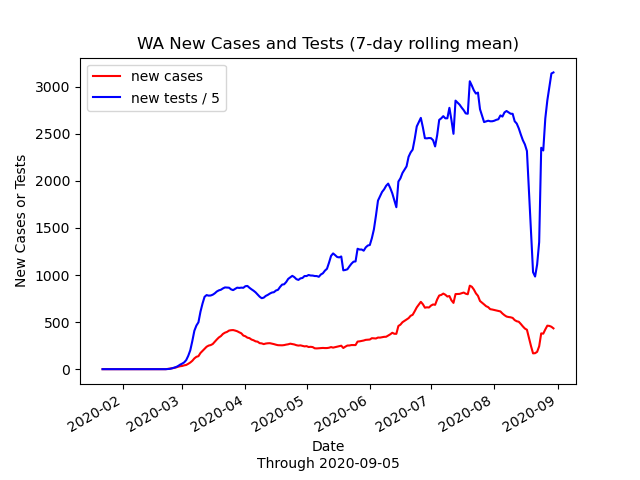 WA New Cases and Tests (7-day rolling mean)
new cases
new tests / 5
New Cases or Tests
3000
2500
2000
1500
1000
500
0
2020-02
2020-03
2020-04
2020-05
2020-06
2020-07
2020-08
2020-09
Date
Through 2020-09-05